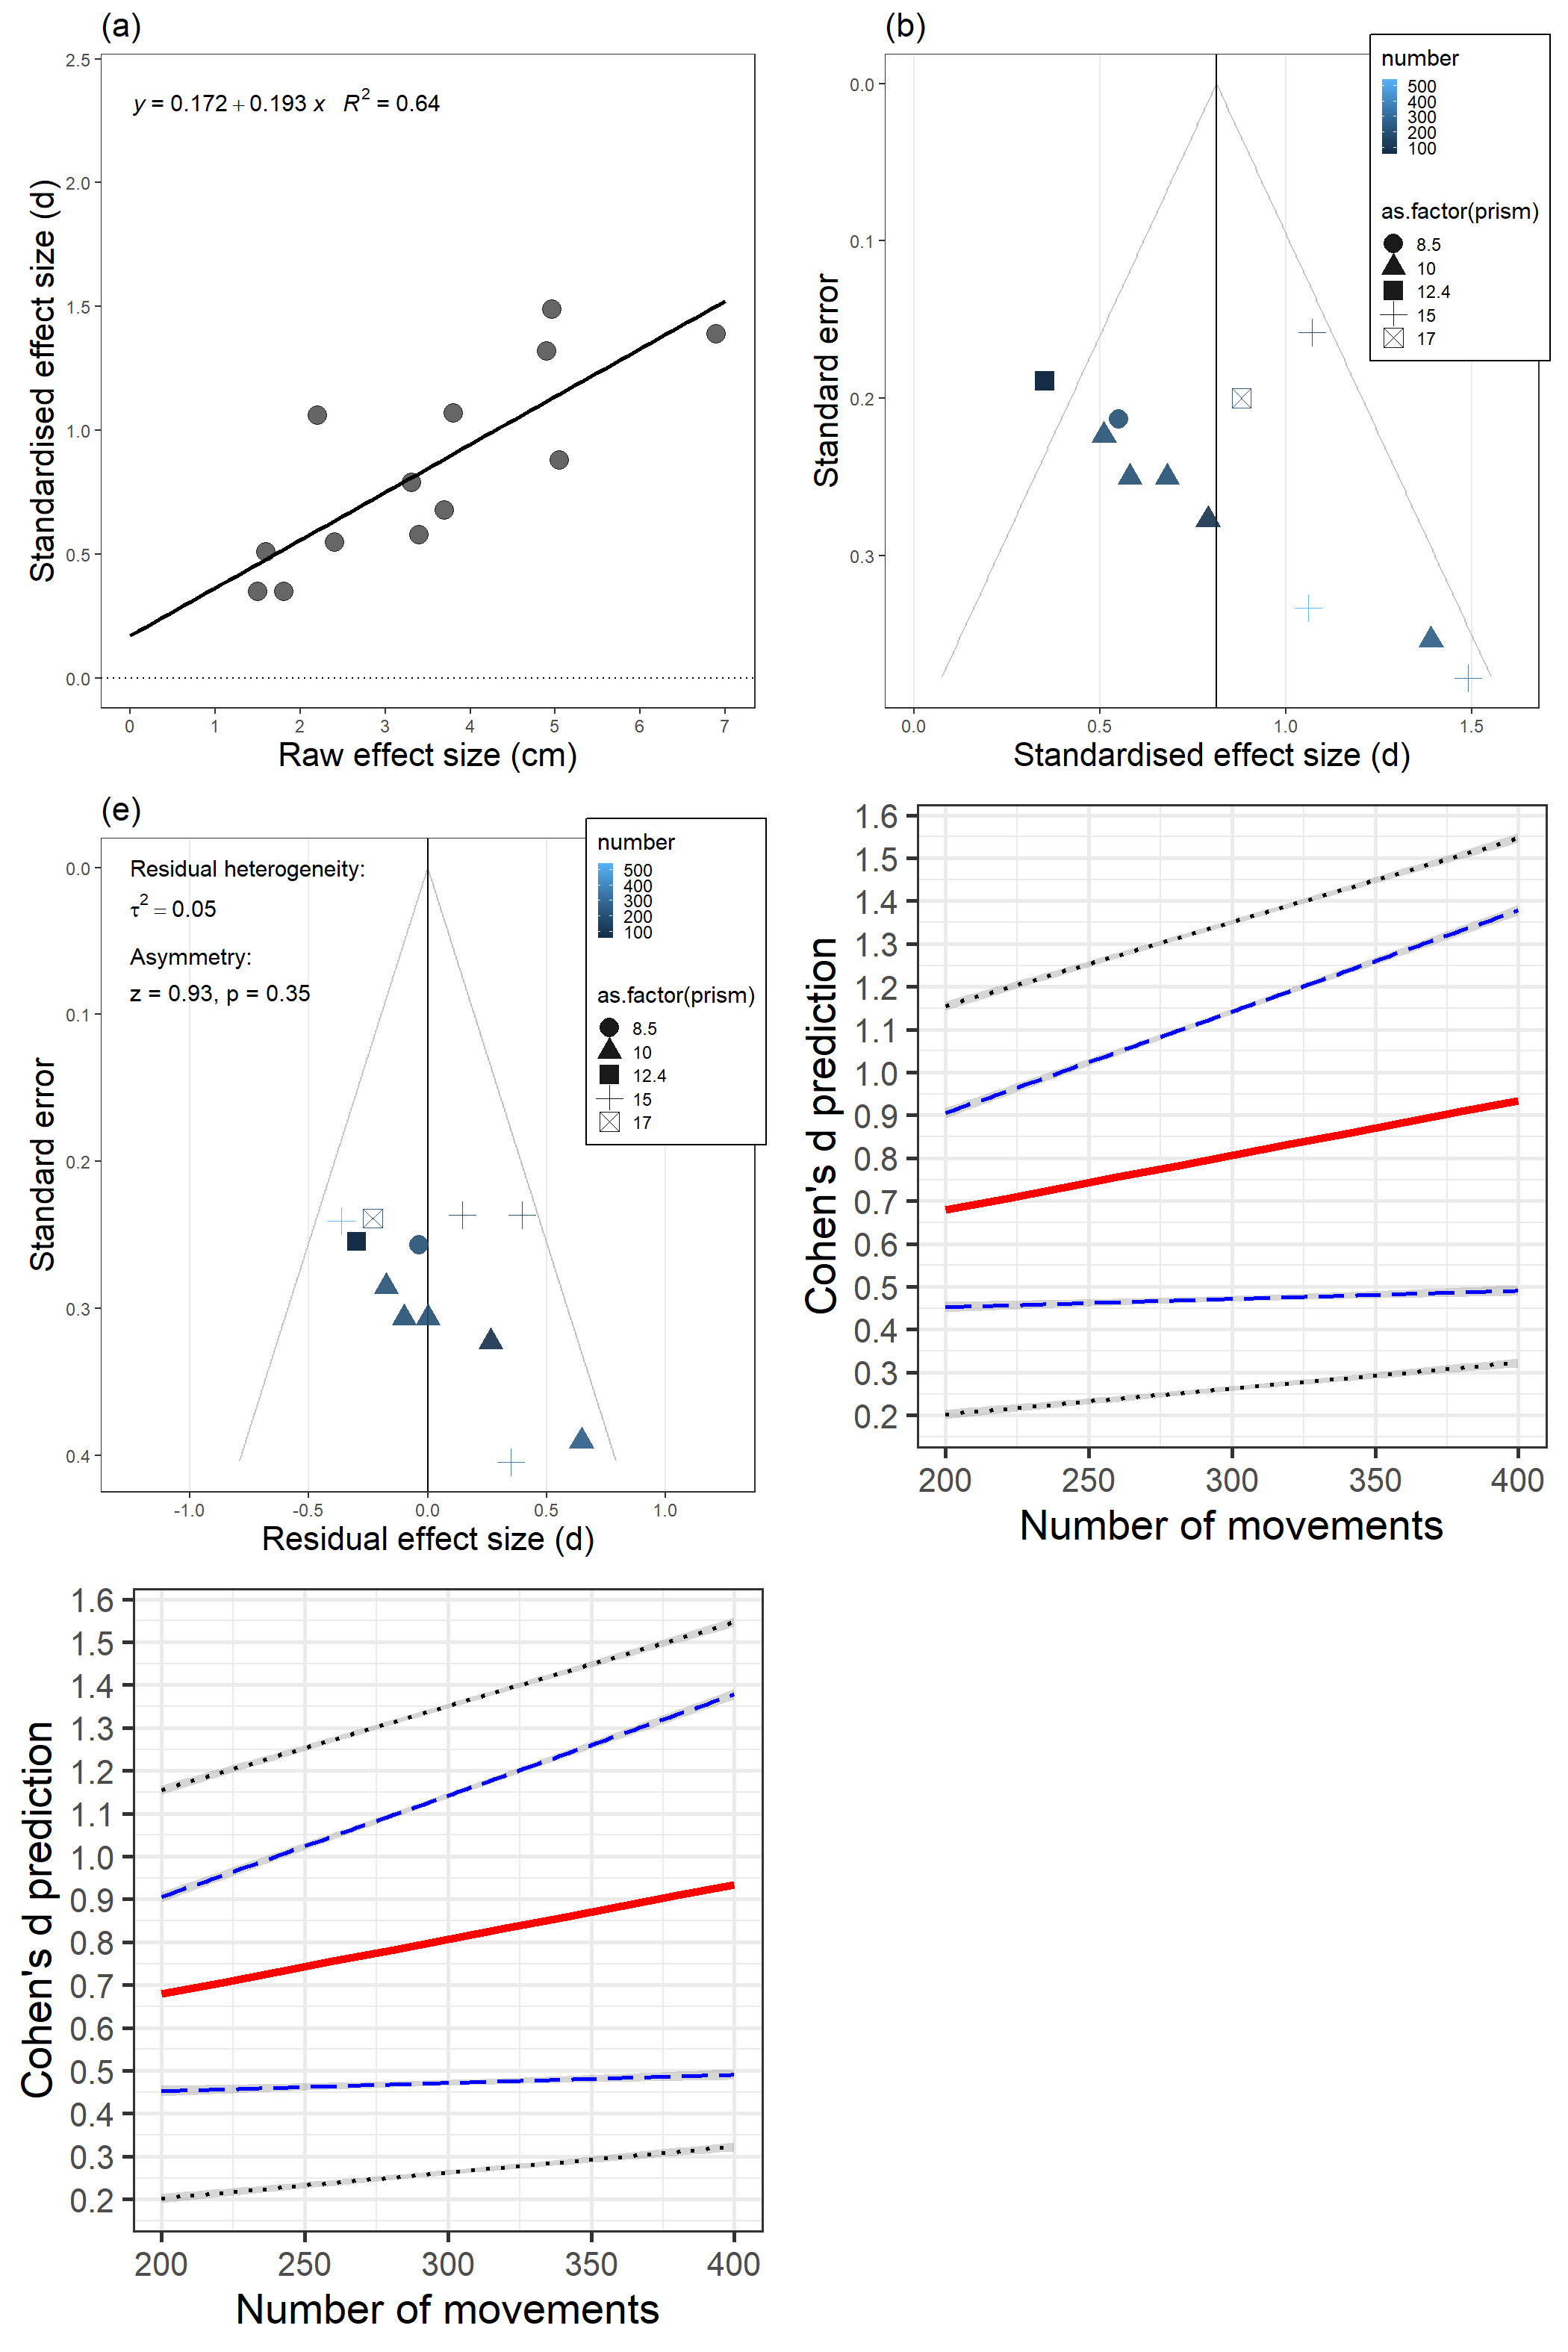 (a)
y = 0.172 + 0.193 x R² = 0.64
Standardised effect size (d)
2.5
2.0
1.5
1.0
0.5
0.0
0 1 2 3 4 5 6 7
Raw effect size (cm)
(b)
Standard error
0.0
0.1
0.2
0.3
0.0 0.5 1.0 1.5
Standardised effect size (d)
number
500
400
300
200
100
as.factor(prism)
8.5
10
12.4
15
17
(e)
Residual heterogeneity:
τ² = 0.05
Asymmetry:
z = 0.93, p = 0.35
Standard error
0.0
0.1
0.2
0.3
0.4
-1.0 -0.5 0.0 0.5 1.0
Residual effect size (d)
number
500
400
300
200
100
as.factor(prism)
8.5
10
12.4
15
17
Cohen's d prediction
1.6
1.5
1.4
1.3
1.2
1.1
1.0
0.9
0.8
0.7
0.6
0.5
0.4
0.3
0.2
200 250 300 350 400
Number of movements
Cohen's d prediction
1.6
1.5
1.4
1.3
1.2
1.1
1.0
0.9
0.8
0.7
0.6
0.5
0.4
0.3
0.2
200 250 300 350 400
Number of movements